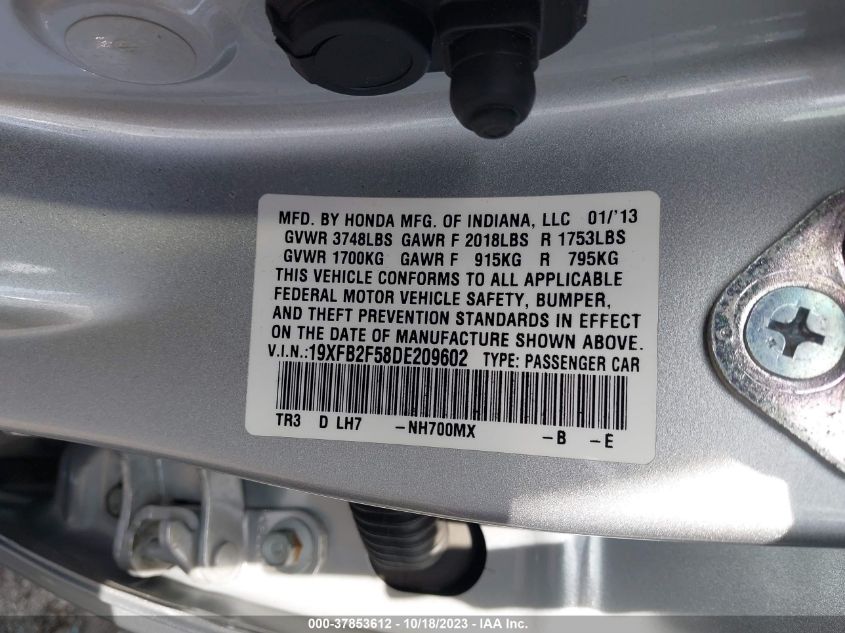 MFD. BY HONDA MFG. OF INDIANA, LLC 01/'13
GVWR 3748LBS GAWR F 2018LBS R 1753LBS
GVWR 1700KG GAWR F 915KG R 795KG
THIS VEHICLE CONFORMS TO ALL APPLICABLE
FEDERAL MOTOR VEHICLE SAFETY, BUMPER,
AND THEFT PREVENTION STANDARDS IN EFFECT
ON THE DATE OF MANUFACTURE SHOWN ABOVE.
V.I.N.:19XFB2F58DE209602 TYPE: PASSENGER CAR
TR3 D LH7 -NH700MX -B -E
000-37853612 - 10/18/2023 - IAA Inc.